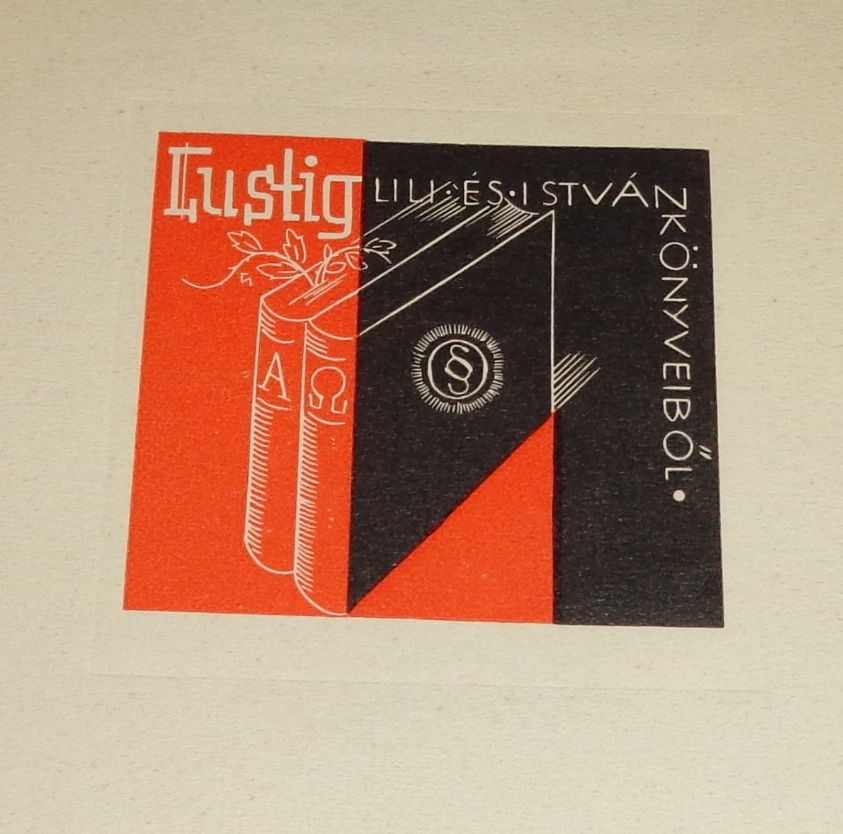 Lustig LILI·ÉS·ISTVÁN
KÖNYVEIBŐL·
Α Ω
§